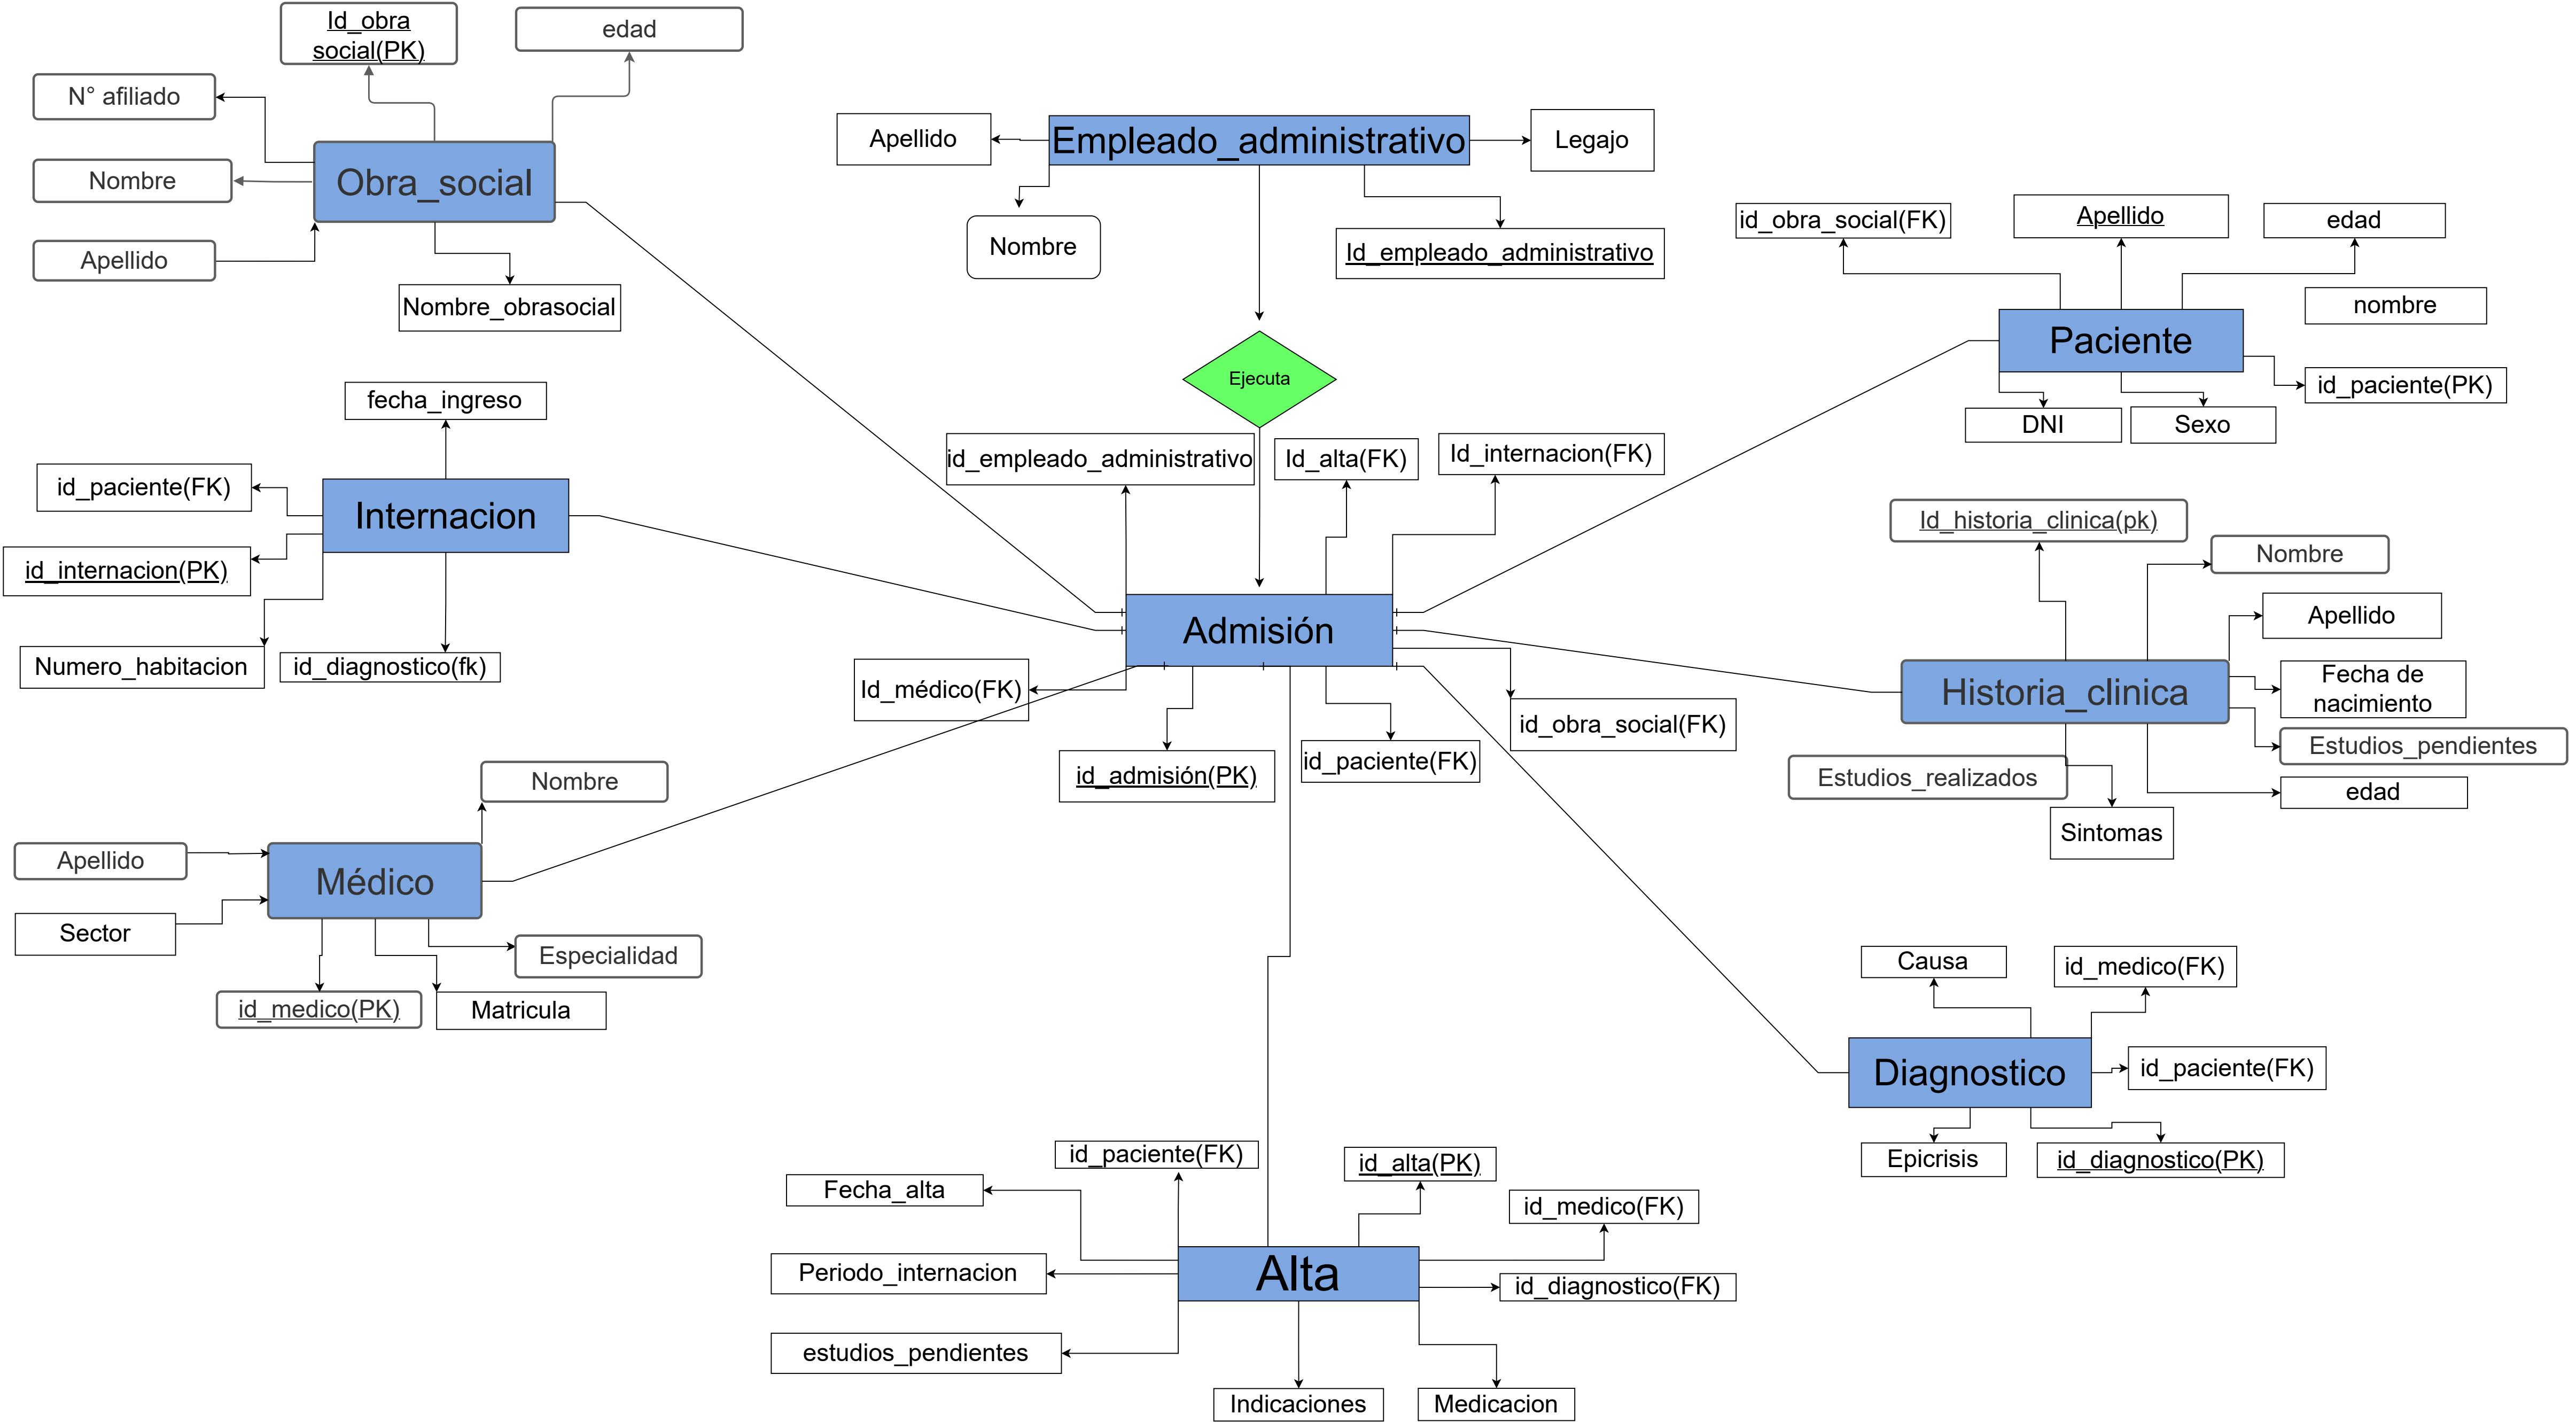 Id_obra
social(PK)
edad
N° afiliado
Nombre
Obra_social
Apellido
Nombre_obrasocial
Apellido
Empleado_administrativo
Legajo
Nombre
Id_empleado_administrativo
Ejecuta
id_obra_social(FK)
Apellido
edad
nombre
Paciente
id_paciente(PK)
DNI
Sexo
fecha_ingreso
id_paciente(FK)
Internacion
id_internacion(PK)
Numero_habitacion
id_diagnostico(fk)
id_empleado_administrativo
Id_alta(FK)
Id_internacion(FK)
Admisión
Id_médico(FK)
id_admisión(PK)
id_paciente(FK)
id_obra_social(FK)
Id_historia_clinica(pk)
Nombre
Apellido
Historia_clinica
Fecha de
nacimiento
Estudios_pendientes
Estudios_realizados
edad
Sintomas
Nombre
Apellido
Médico
Sector
Especialidad
id_medico(PK)
Matricula
Causa
id_medico(FK)
Diagnostico
id_paciente(FK)
Epicrisis
id_diagnostico(PK)
id_paciente(FK)
id_alta(PK)
Fecha_alta
id_medico(FK)
Periodo_internacion
Alta
id_diagnostico(FK)
estudios_pendientes
Indicaciones
Medicacion